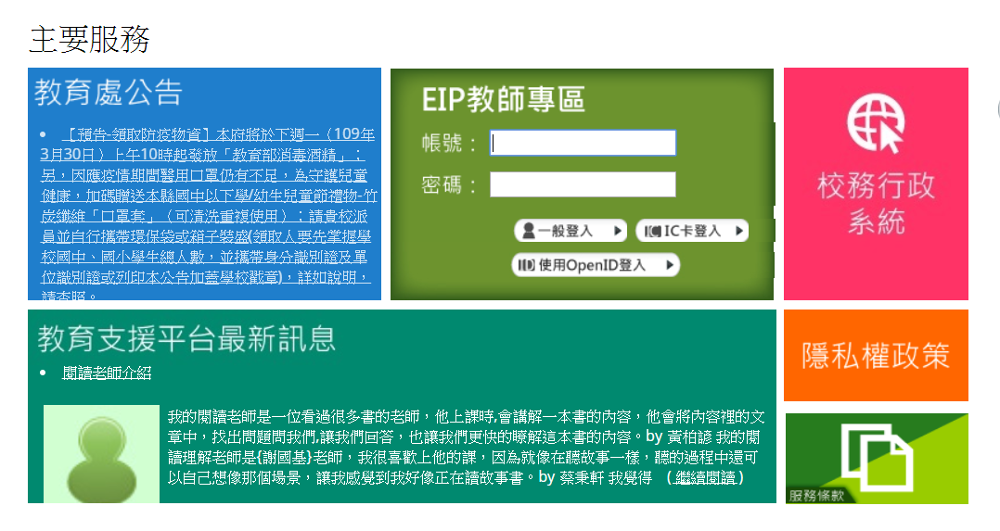 主要服務
教育處公告
• 【預告-領取防疫物資】本府將於下週一（109年
3月30日）上午10時起發放「教育部消毒酒精」；
另，因應疫情期間醫用口罩仍有不足，為守護兒童
健康，加碼贈送本縣國中以下學/幼生兒童節禮物-竹
炭纖維「口罩套」（可清洗重複使用）；請貴校派
員並自行攜帶環保袋或箱子裝盛(領取人要先掌握學
校國中、國小學生總人數，並攜帶身分識別證及單
位識別證或列印本公告加蓋學校戳章)，詳如說明，
請查照。
EIP教師專區
帳號：
密碼：
一般登入
IC卡登入
使用OpenID登入
校務行政
系統
教育支援平台最新訊息
• 閱讀老師介紹
我的閱讀老師是一位看過很多書的老師，他上課時,會講解一本書的內容，他會將內容裡的文
章中，找出問題問我們,讓我們回答，也讓我們更快的瞭解這本書的內容。by 黃柏諺 我的閱
讀理解老師是{謝國基}老師，我很喜歡上他的課，因為就像在聽故事一樣，聽的過程中還可
以自己想像那個場景，讓我感覺到我好像正在讀故事書。by 蔡秉軒 我覺得 （繼續閱讀）
隱私權政策
服務條款